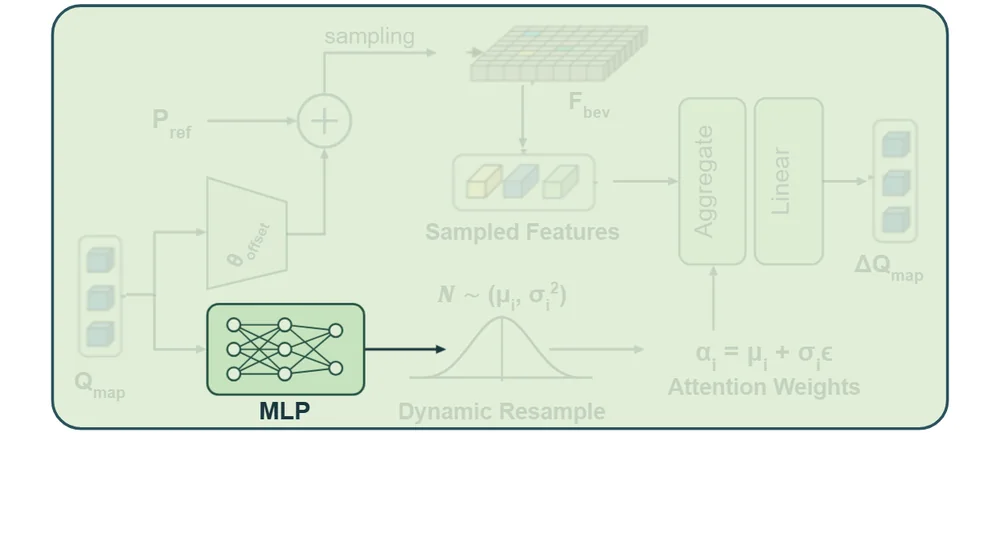 sampling
P_ref
F_bev
Aggregate
Linear
θ_offset
Sampled Features
ΔQ_map
N ~ (μ_i, σ_i^2)
Q_map
α_i = μ_i + σ_iϵ
Attention Weights
MLP
Dynamic Resample